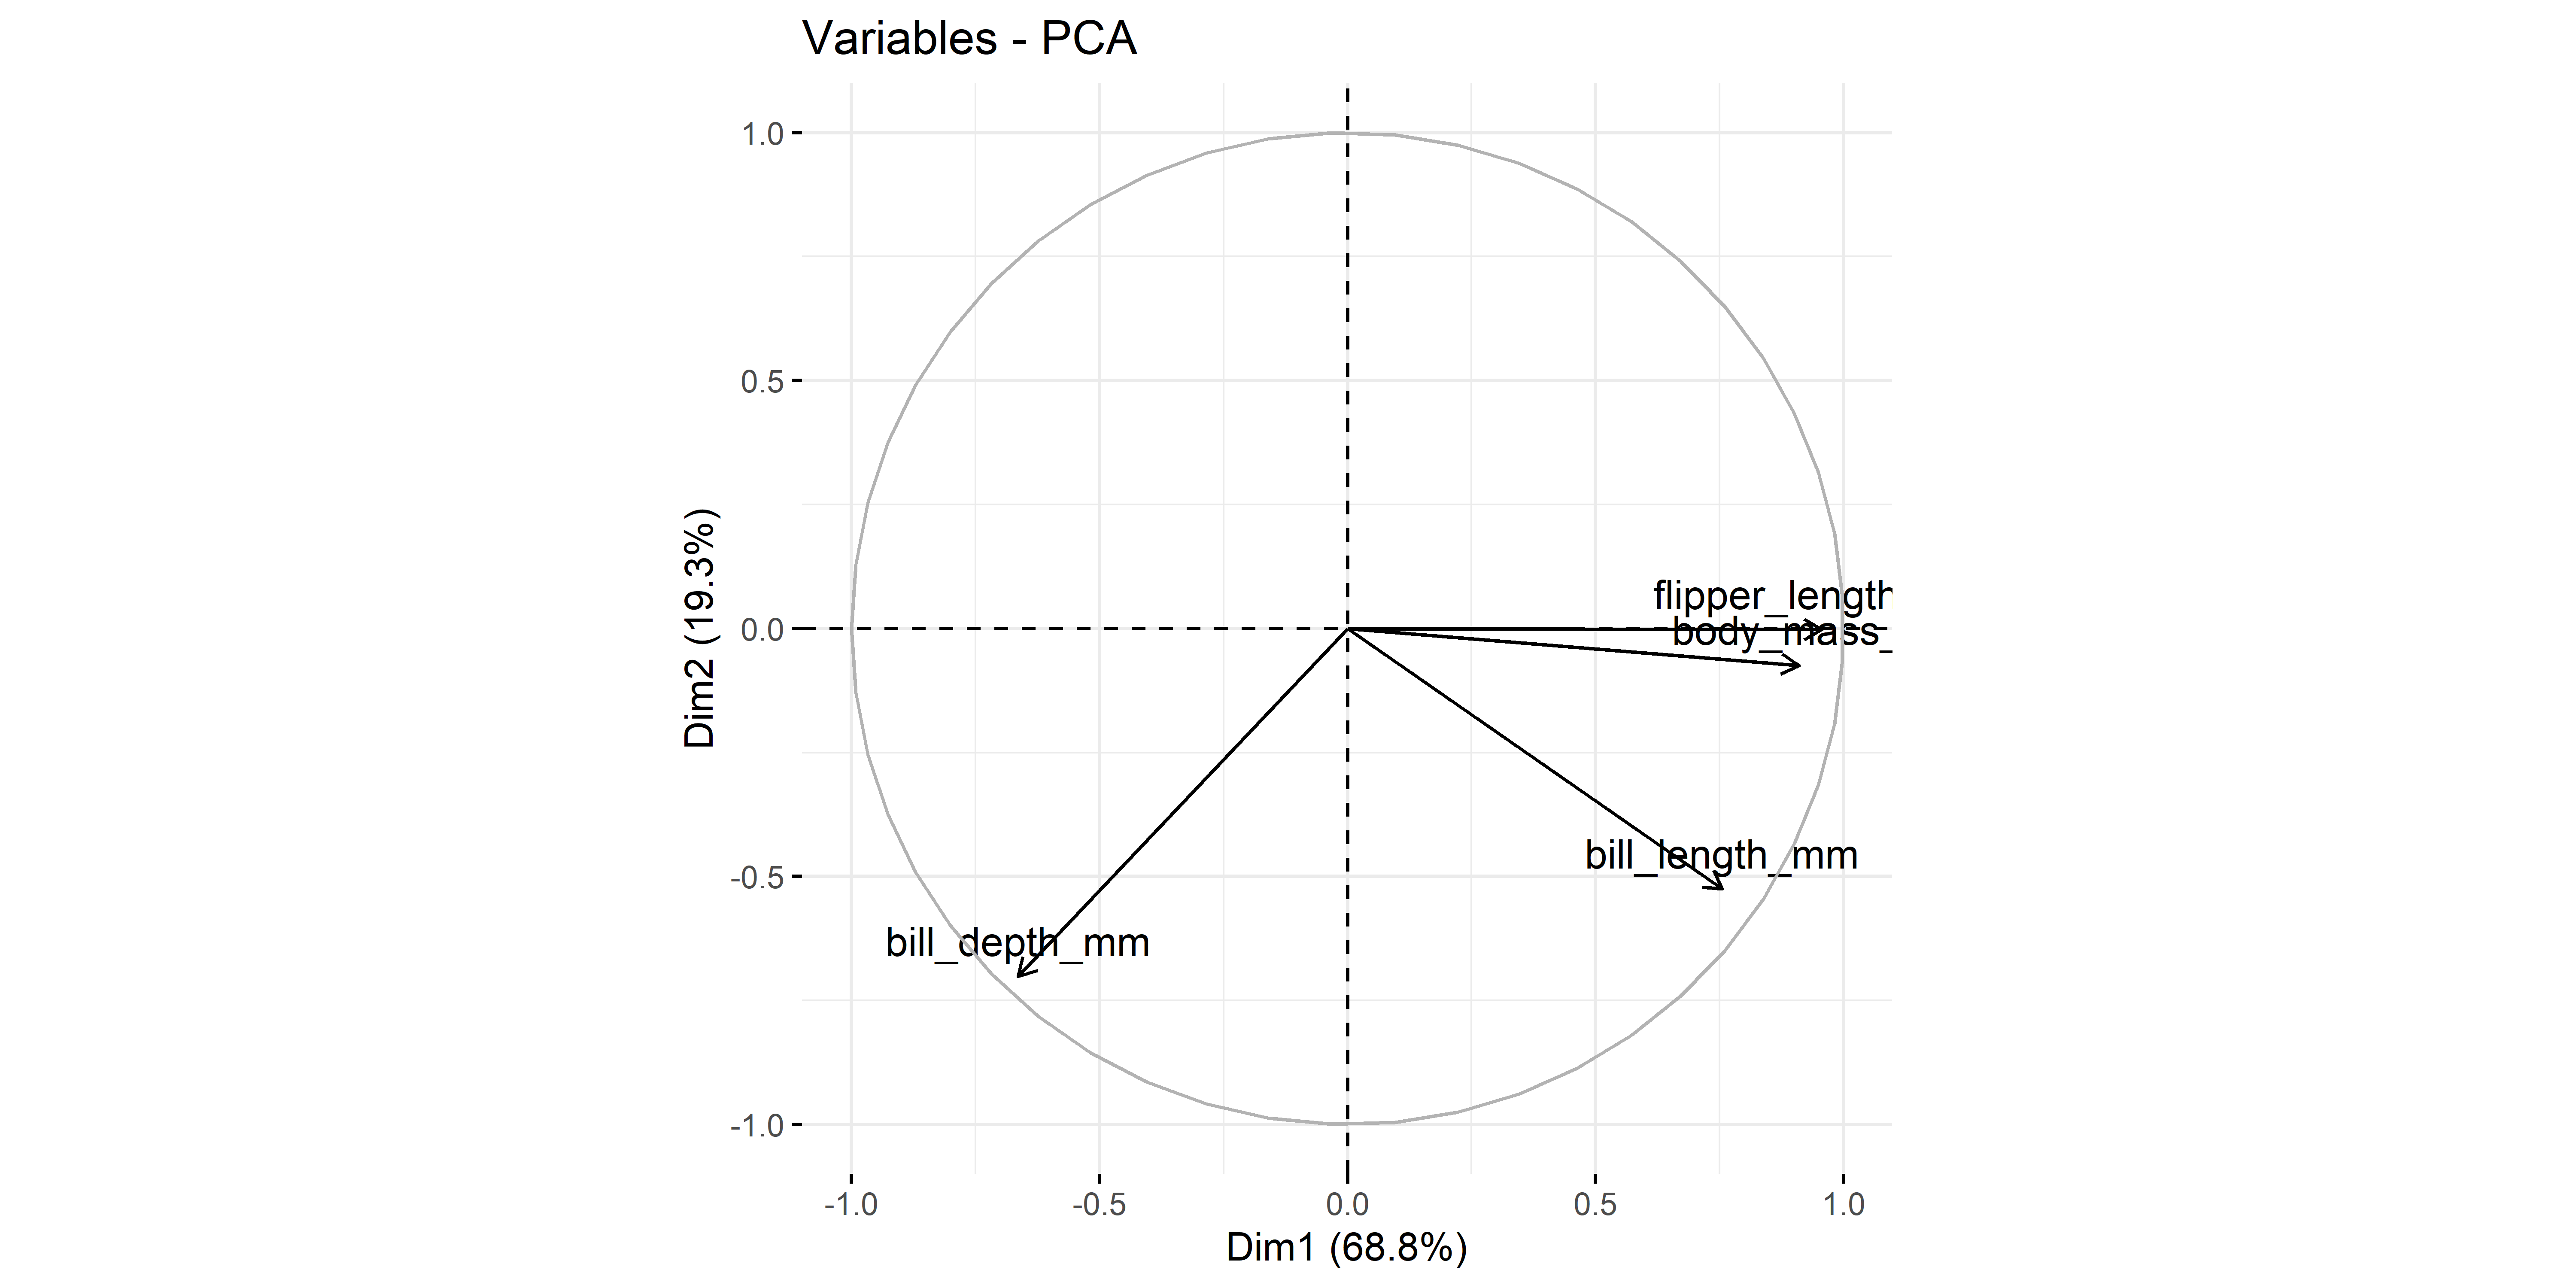 Variables - PCA
1.0
0.5
0.0
-0.5
-1.0
Dim2 (19.3%)
flipper_length
body_mass_
bill_length_mm
bill_depth_mm
-1.0
-0.5
0.0
0.5
1.0
Dim1 (68.8%)